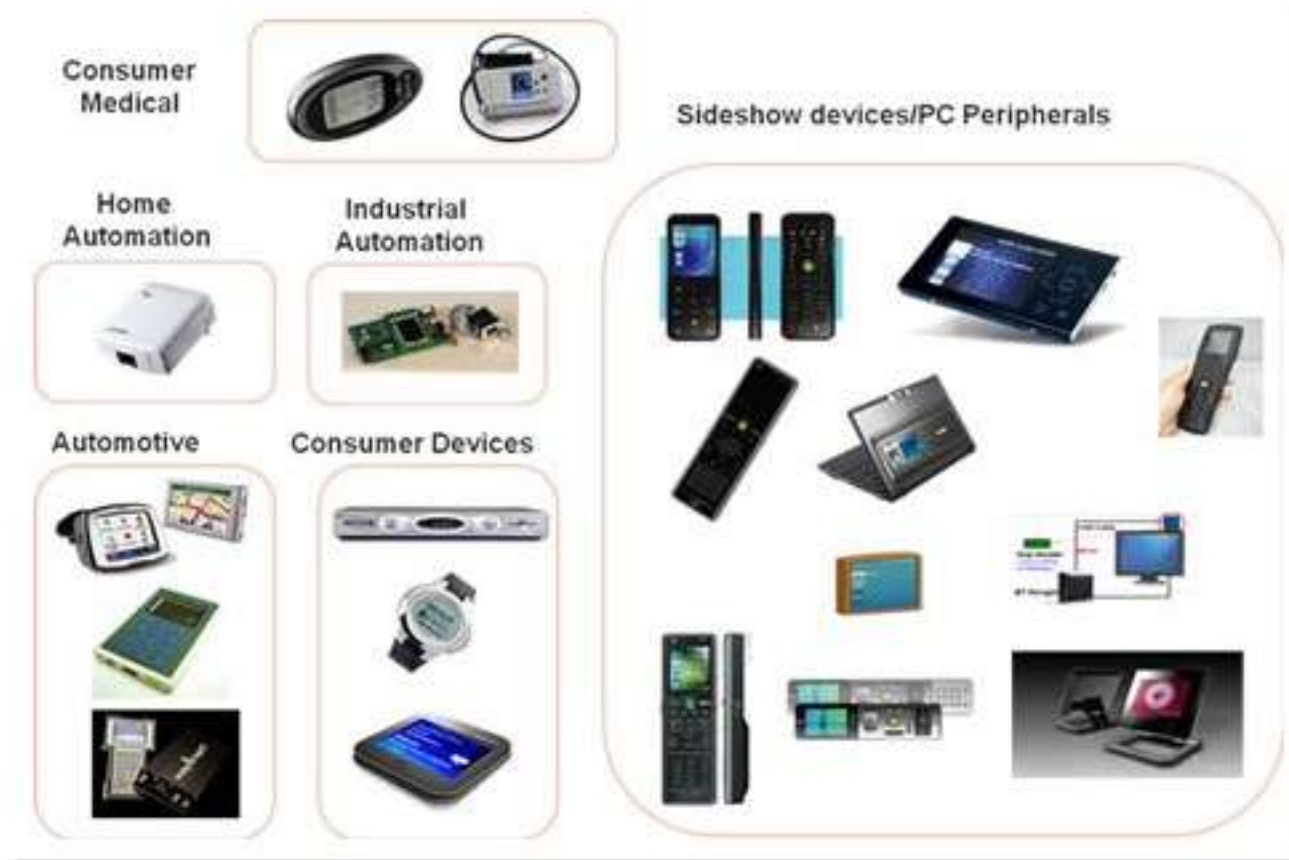 Consumer
Medical
Sideshow devices/PC Peripherals
Home
Automation
Industrial
Automation
Automotive
Consumer Devices